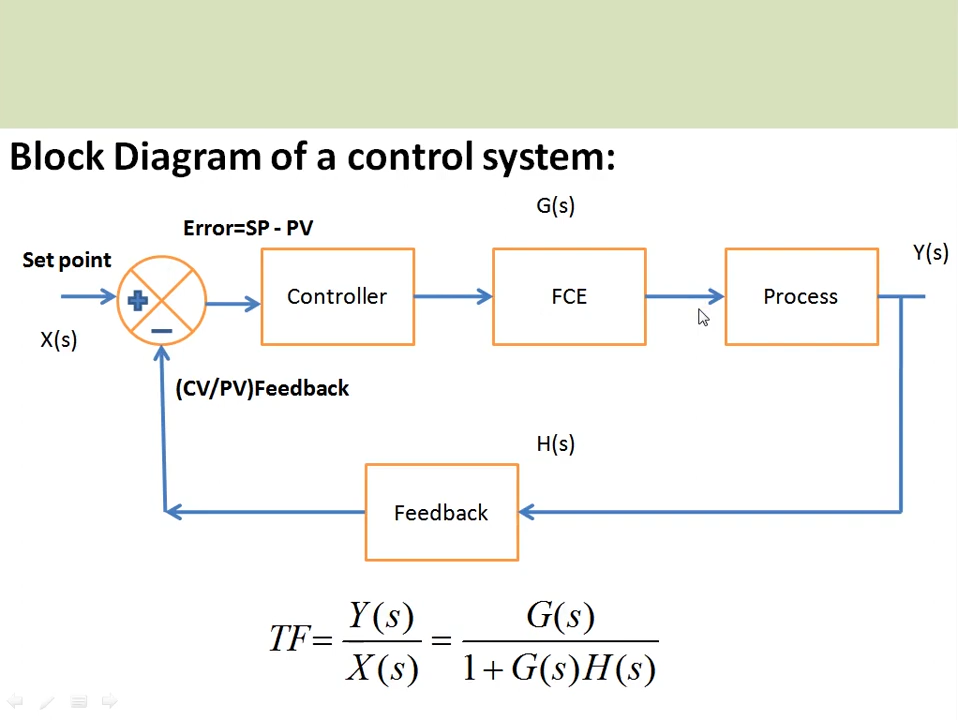 Block Diagram of a control system:
G(s)
Error=SP - PV
Set point
Y(s)
Controller
FCE
Process
X(s)
(CV/PV)Feedback
H(s)
Feedback
TF= Y(s) / X(s) = G(s) / 1+G(s)H(s)